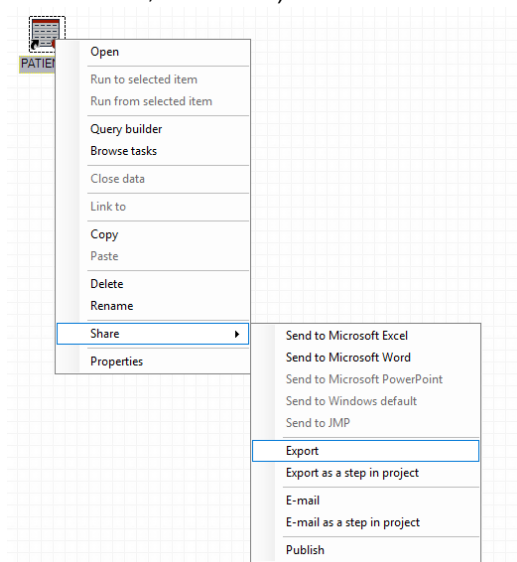 PATIEN
Open
Run to selected item
Run from selected item
Query builder
Browse tasks
Close data
Link to
Copy
Paste
Delete
Rename
Share
Properties
Send to Microsoft Excel
Send to Microsoft Word
Send to Microsoft PowerPoint
Send to Windows default
Send to JMP
Export
Export as a step in project
E-mail
E-mail as a step in project
Publish